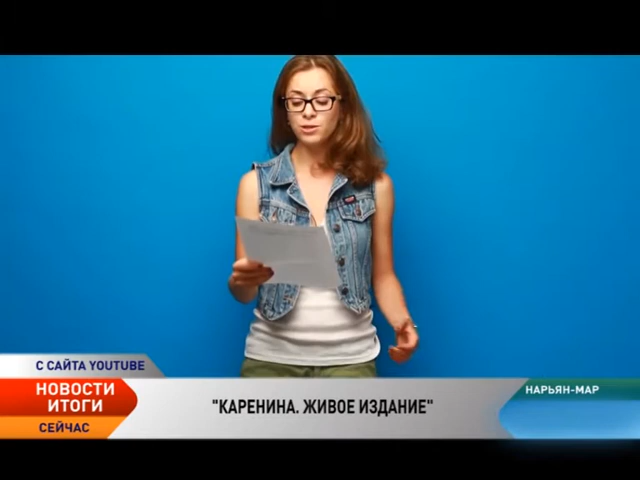 С САЙТА YOUTUBE
НОВОСТИ
ИТОГИ
СЕЙЧАС
"КАРЕНИНА. ЖИВОЕ ИЗДАНИЕ"
НАРЬЯН-МАР